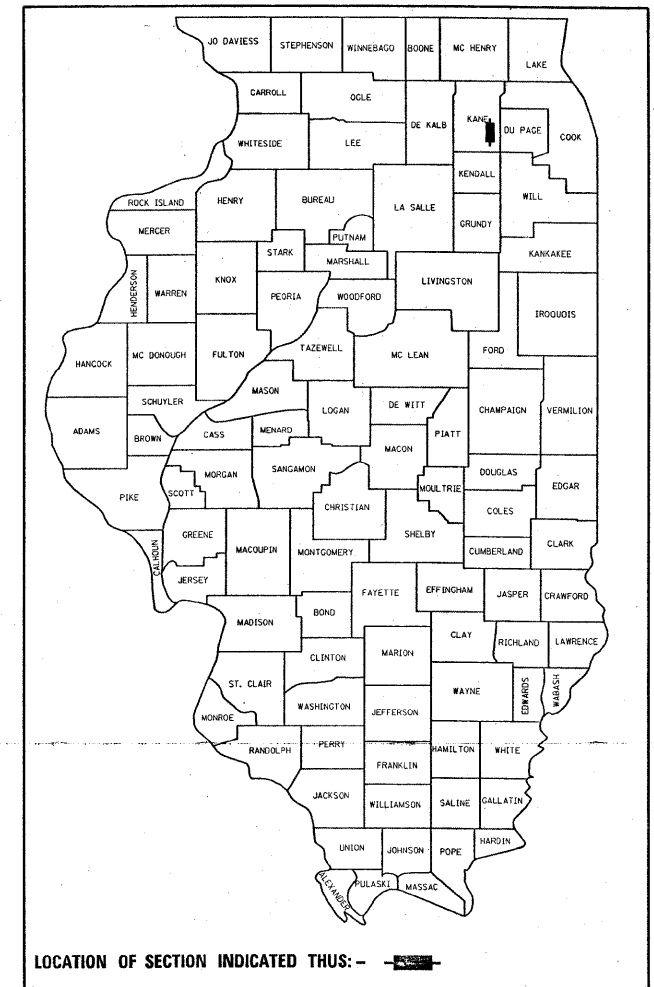 JO DAVIESS
STEPHENSON
WINNEBAGO
BOONE
MC HENRY
LAKE
CARROLL
OGLE
DE KALB
KANE
DU PAGE
COOK
WHITESIDE
LEE
KENDALL
ROCK ISLAND
HENRY
BUREAU
LA SALLE
WILL
GRUNDY
MERCER
PUTNAM
STARK
MARSHALL
KANKAKEE
HENDERSON
WARREN
KNOX
PEORIA
WOODFORD
LIVINGSTON
IROQUOIS
HANCOCK
MC DONOUGH
FULTON
TAZEWELL
MC LEAN
FORD
SCHUYLER
MASON
LOGAN
DE WITT
CHAMPAIGN
VERMILION
ADAMS
BROWN
CASS
MENARD
MACON
PIATT
MORGAN
SANGAMON
DOUGLAS
EDGAR
PIKE
SCOTT
CHRISTIAN
MOULTRIE
COLES
CALHOUN
GREENE
MACOUPIN
MONTGOMERY
SHELBY
CUMBERLAND
CLARK
JERSEY
FAYETTE
EFFINGHAM
JASPER
CRAWFORD
MADISON
BOND
CLAY
RICHLAND
LAWRENCE
CLINTON
MARION
ST. CLAIR
WAYNE
EDWARDS
WABASH
MONROE
WASHINGTON
JEFFERSON
RANDOLPH
PERRY
HAMILTON
WHITE
FRANKLIN
JACKSON
WILLIAMSON
SALINE
GALLATIN
UNION
JOHNSON
POPE
HARDIN
ALEXANDER
PULASKI
MASSAC
LOCATION OF SECTION INDICATED THUS: -